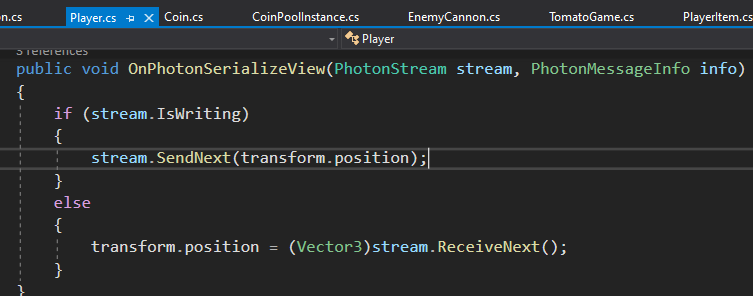 on.cs Player.cs Coin.cs CoinPoolInstance.cs EnemyCannon.cs TomatoGame.cs PlayerItem.cs
Player
3 references
public void OnPhotonSerializeView(PhotonStream stream, PhotonMessageInfo info)
{
if (stream.IsWriting)
{
stream.SendNext(transform.position);
}
else
{
transform.position = (Vector3)stream.ReceiveNext();
}
}